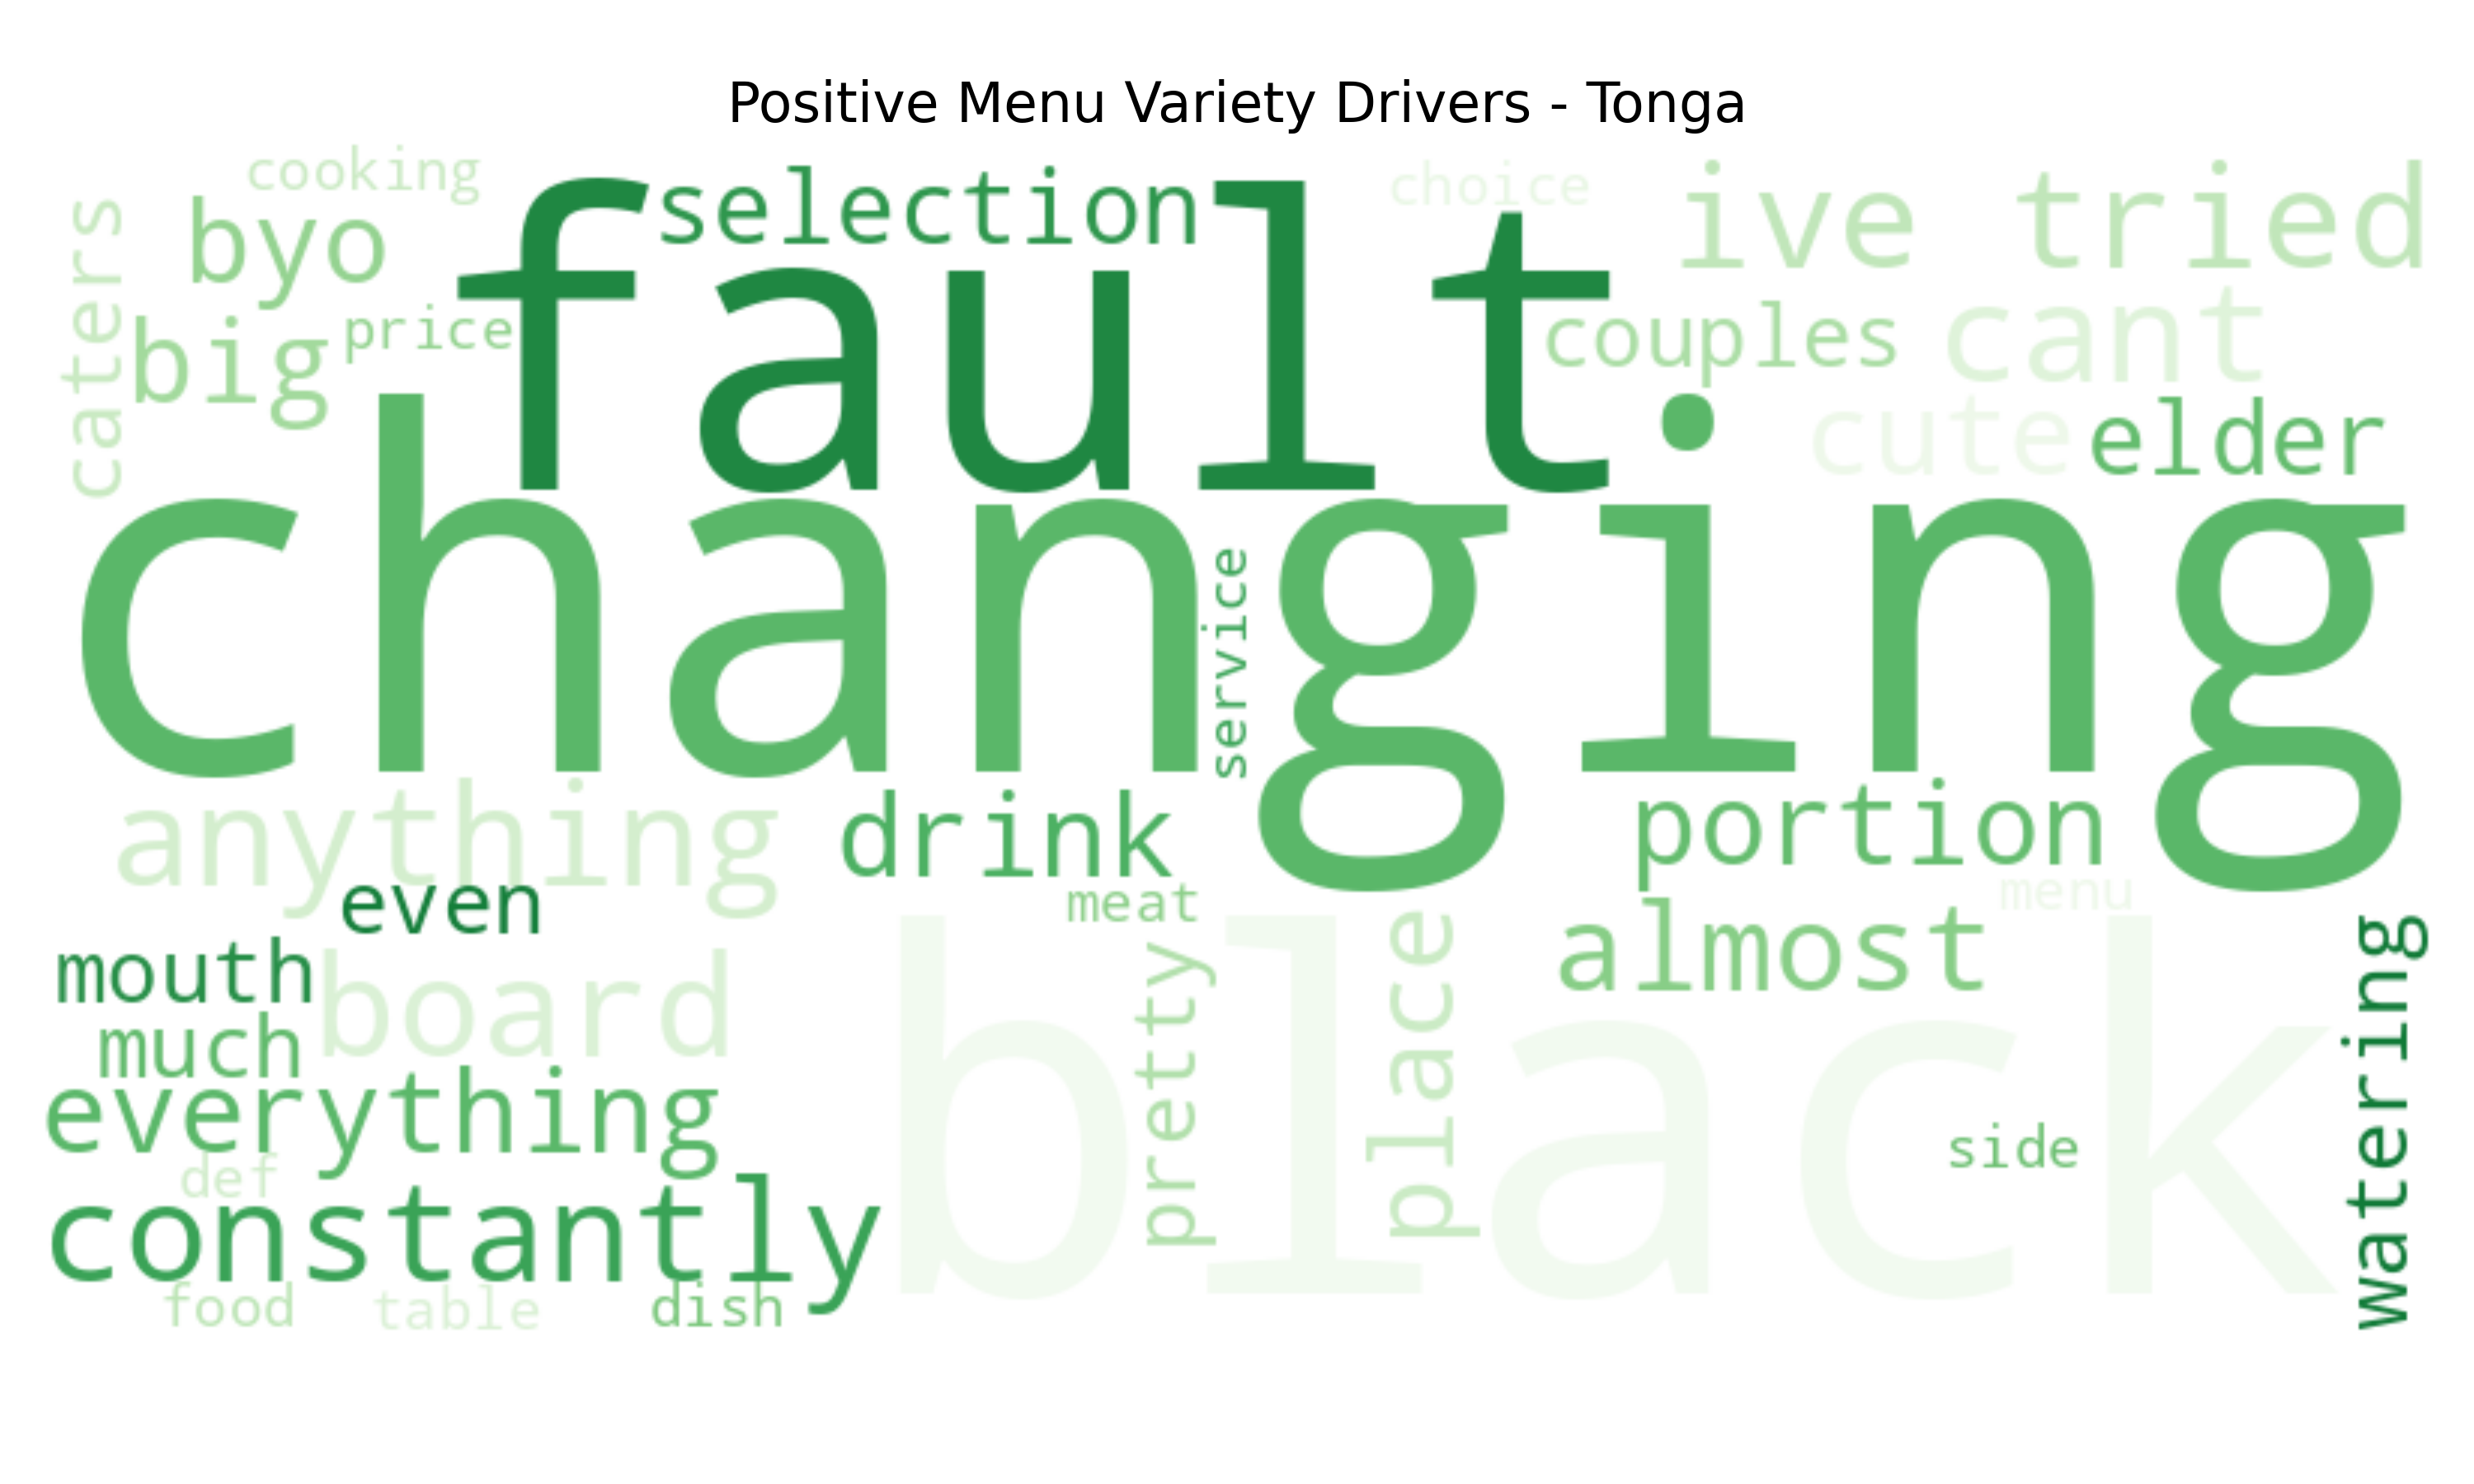 Positive Menu Variety Drivers - Tonga
cooking
selection
choice
ive tried
caters
byo
fault
price
couples
cant
big
cute
elder
changing
service
anything
drink
portion
even
meat
menu
mouth
board
pretty
place
almost
watering
much
everything
side
def
constantly
black
food
table
dish